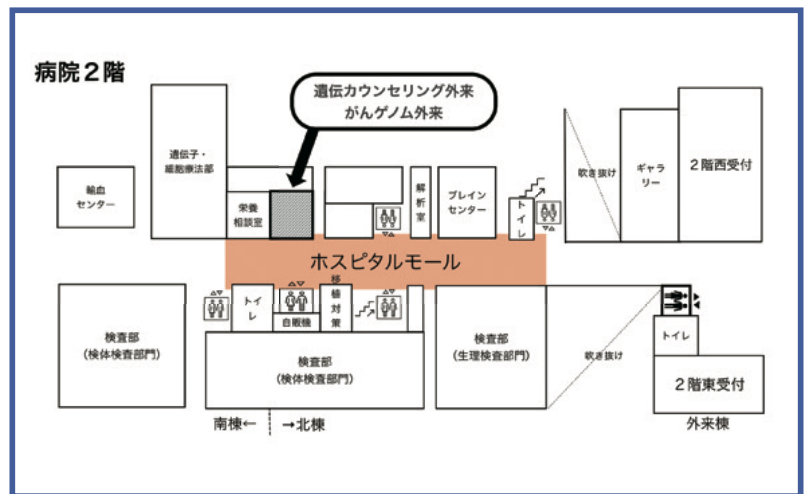 病院2階
遺伝カウンセリング外来
がんゲノム外来
輸血
センター
遺伝子・
細胞療法部
栄養
相談室
解析室
ブレイン
センター
トイレ
吹き抜け
ギャラ
リー
2階西受付
ホスピタルモール
検査部
(検体検査部門)
トイ
レ
自販機
移植対策
検査部
(検体検査部門)
検査部
(生理検査部門)
吹き抜け
トイレ
2階東受付
南棟←
→北棟
外来棟